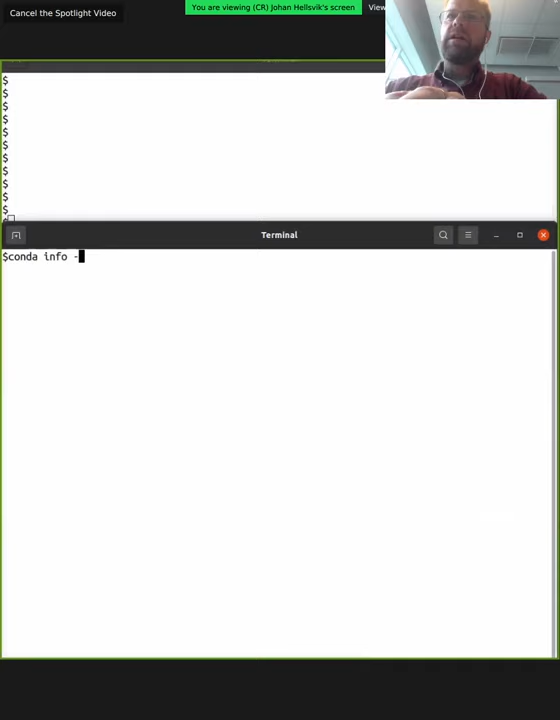 Cancel the Spotlight Video
You are viewing (CR) Johan Hellsvik's screen
View
$
$
$
$
$
$
$
$
$
$
$
Terminal
$conda info -